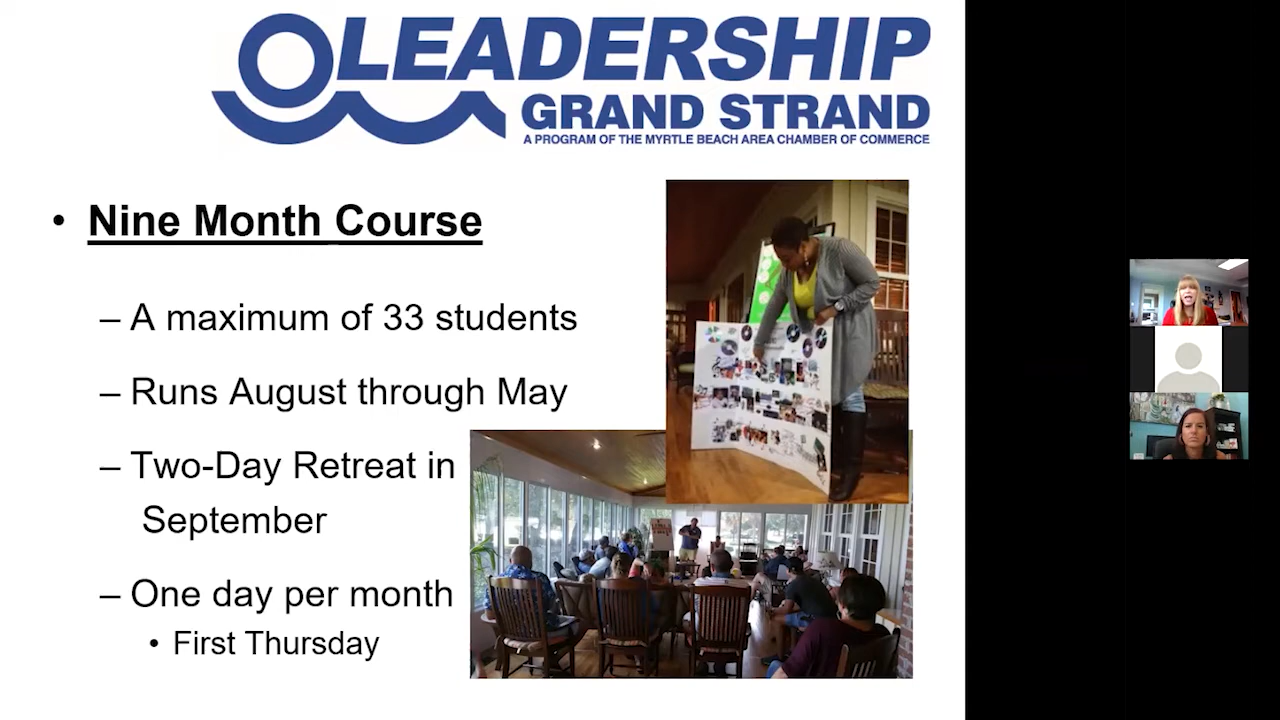 LEADERSHIP
GRAND STRAND
A PROGRAM OF THE MYRTLE BEACH AREA CHAMBER OF COMMERCE
• Nine Month Course
– A maximum of 33 students
– Runs August through May
– Two-Day Retreat in
September
– One day per month
• First Thursday